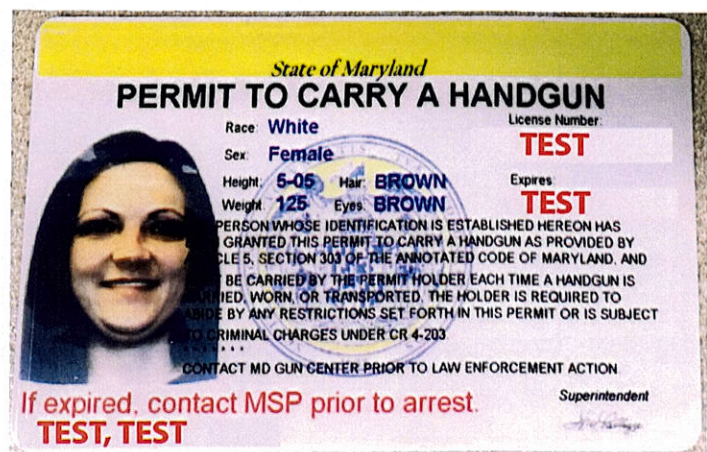 State of Maryland
PERMIT TO CARRY A HANDGUN
Race: White
License Number:
TEST
Sex: Female
Height: 5-05 Hair: BROWN
Expires:
TEST
Weight: 125 Eyes: BROWN
PERSON WHOSE IDENTIFICATION IS ESTABLISHED HEREON HAS
GRANTED THIS PERMIT TO CARRY A HANDGUN AS PROVIDED BY
CLE 5, SECTION 303 OF THE ANNOTATED CODE OF MARYLAND, AND
BE CARRIED BY THE PERMIT HOLDER EACH TIME A HANDGUN IS
RIED, WORN, OR TRANSPORTED. THE HOLDER IS REQUIRED TO
ABIDE BY ANY RESTRICTIONS SET FORTH IN THIS PERMIT OR IS SUBJECT
TO CRIMINAL CHARGES UNDER CR 4-203.
*******
CONTACT MD GUN CENTER PRIOR TO LAW ENFORCEMENT ACTION
If expired, contact MSP prior to arrest.
Superintendent
TEST, TEST